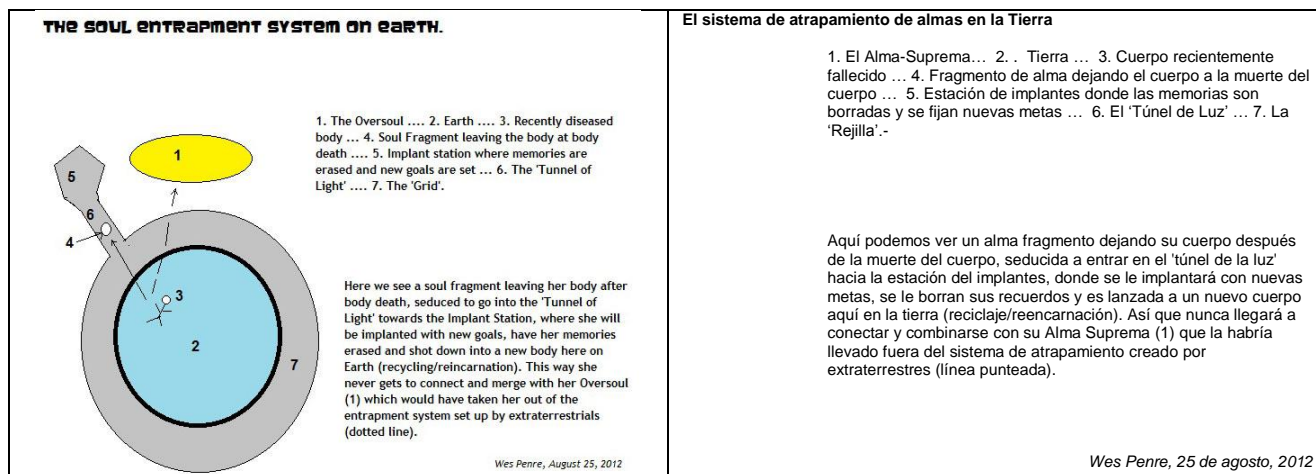 THE SOUL ENTRAPMENT SYSTEM ON EARTH.
1. The Oversoul .... 2. Earth .... 3. Recently diseased
body ... 4. Soul Fragment leaving the body at body
death .... 5. Implant station where memories are
erased and new goals are set ... 6. The 'Tunnel of
Light' .... 7. The 'Grid'.
1
5
6
4
3
2
7
Here we see a soul fragment leaving her body after
body death, seduced to go into the 'Tunnel of
Light' towards the Implant Station, where she will
be implanted with new goals, have her memories
erased and shot down into a new body here on
Earth (recycling/reincarnation). This way she
never gets to connect and merge with her Oversoul
(1) which would have taken her out of the
entrapment system set up by extraterrestrials
(dotted line).
Wes Penre, August 25, 2012
El sistema de atrapamiento de almas en la Tierra
1. El Alma-Suprema… 2. . Tierra … 3. Cuerpo recientemente
fallecido … 4. Fragmento de alma dejando el cuerpo a la muerte del
cuerpo … 5. Estación de implantes donde las memorias son
borradas y se fijan nuevas metas … 6. El ‘Túnel de Luz’ … 7. La
‘Rejilla’.-
Aquí podemos ver un alma fragmento dejando su cuerpo después
de la muerte del cuerpo, seducida a entrar en el 'túnel de la luz'
hacia la estación del implantes, donde se le implantará con nuevas
metas, se le borran sus recuerdos y es lanzada a un nuevo cuerpo
aquí en la tierra (reciclaje/reencarnación). Así que nunca llegará a
conectar y combinarse con su Alma Suprema (1) que la habría
llevado fuera del sistema de atrapamiento creado por
extraterrestres (línea punteada).
Wes Penre, 25 de agosto, 2012